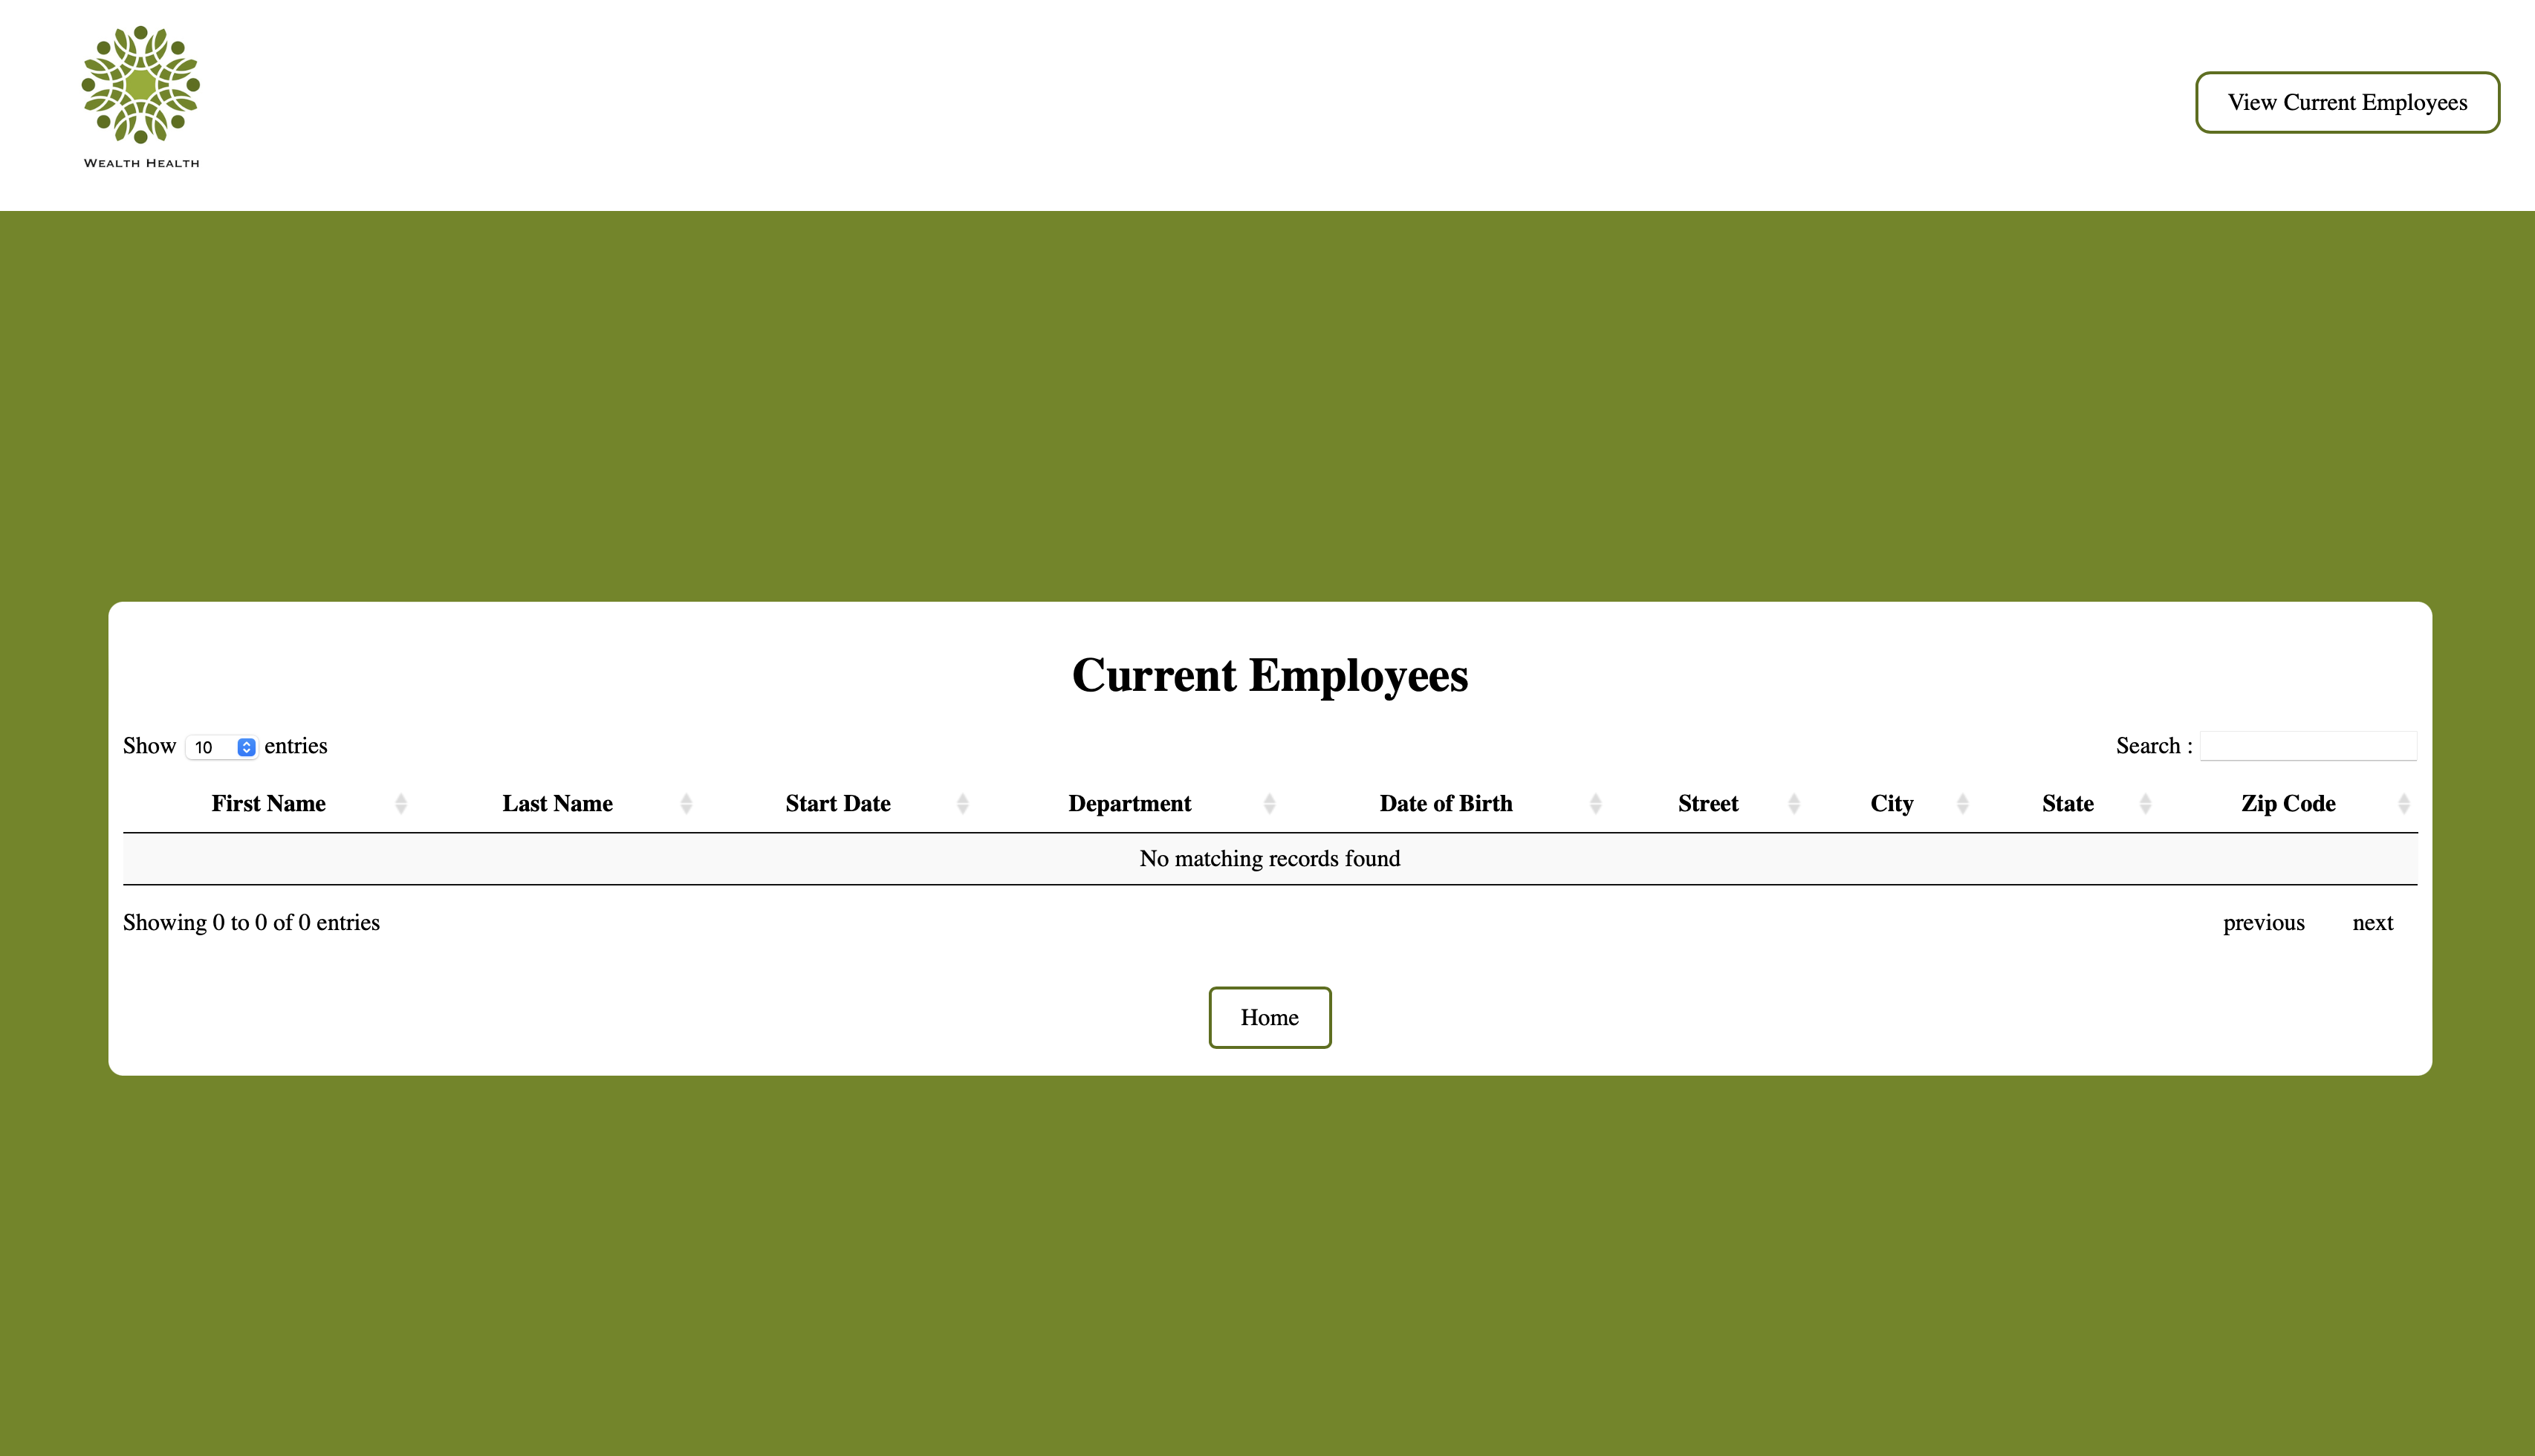 WEALTH HEALTH
View Current Employees
Current Employees
Show 10 entries
Search :
First Name Last Name Start Date Department Date of Birth Street City State Zip Code
No matching records found
Showing 0 to 0 of 0 entries
previous next
Home